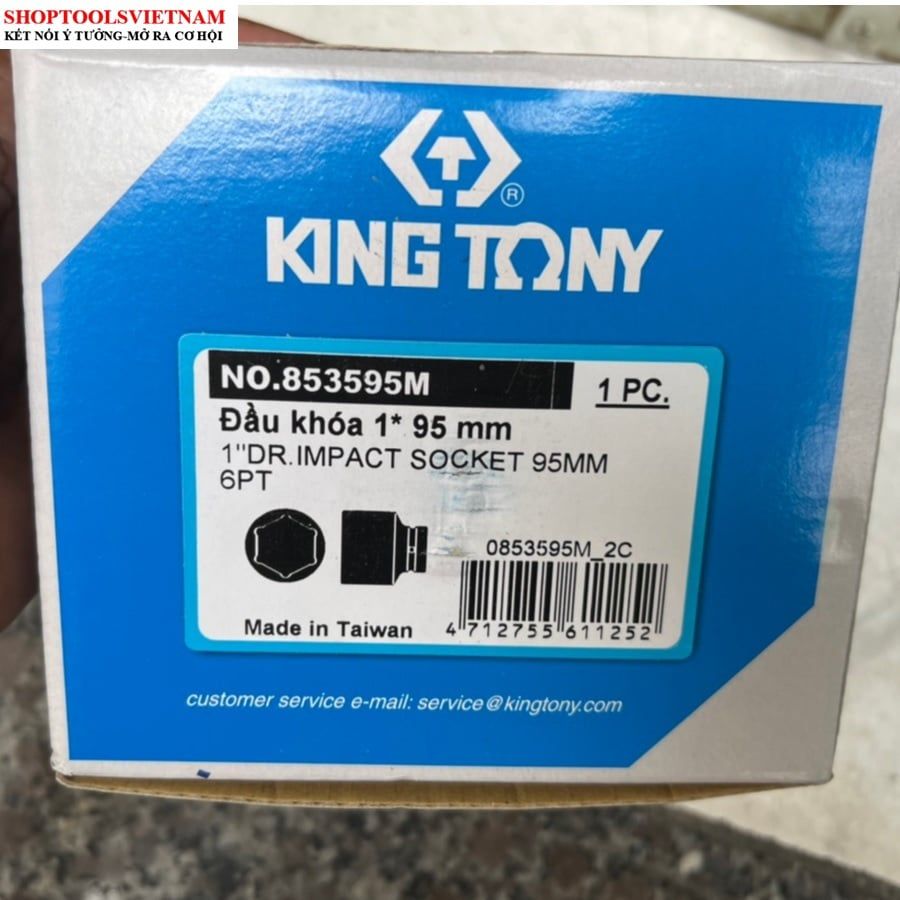 SHOPTOOLSVIETNAM
KẾT NỐI Ý TƯỞNG-MỞ RA CƠ HỘI
®
KING TONY
NO.853595M
1 PC.
Đầu khóa 1* 95 mm
1"DR.IMPACT SOCKET 95MM
6PT
0853595M_2C
Made in Taiwan
4 712755 611252
customer service e-mail: service@kingtony.com